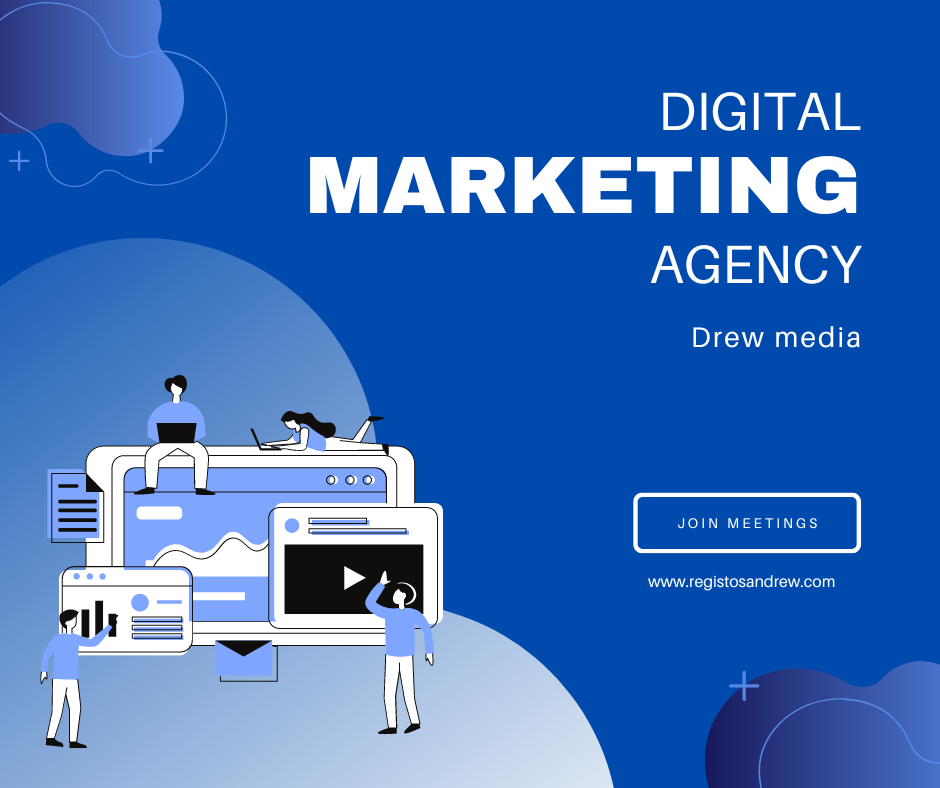 DIGITAL
MARKETING
AGENCY
Drew media
JOIN MEETINGS
www.registosandrew.com